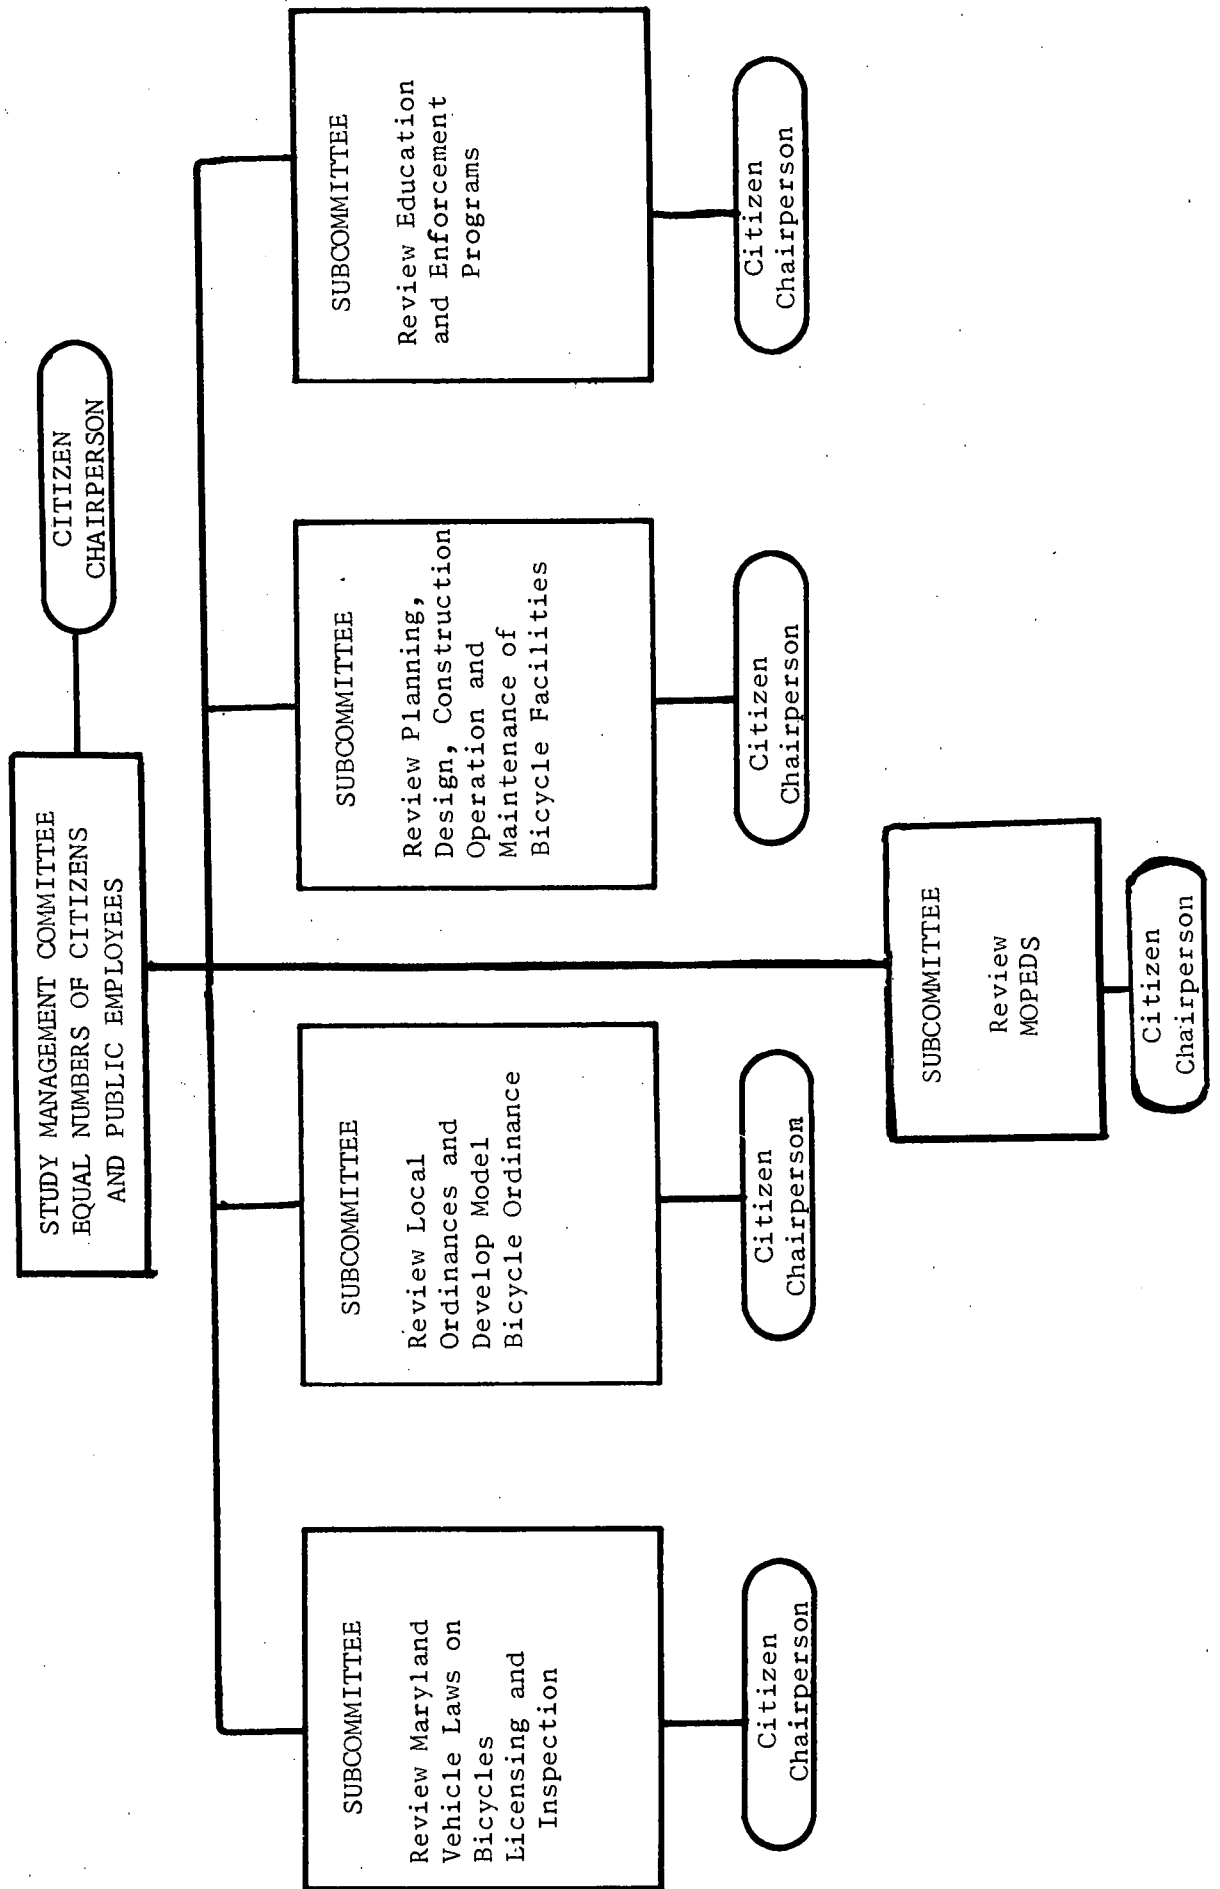 STUDY MANAGEMENT COMMITTEE
EQUAL NUMBERS OF CITIZENS
AND PUBLIC EMPLOYEES
CITIZEN
CHAIRPERSON
SUBCOMMITTEE
Review Maryland
Vehicle Laws on
Bicycles
Licensing and
Inspection
Citizen
Chairperson
SUBCOMMITTEE
Review Local
Ordinances and
Develop Model
Bicycle Ordinance
Citizen
Chairperson
SUBCOMMITTEE
Review Planning,
Design, Construction
Operation and
Maintenance of
Bicycle Facilities
Citizen
Chairperson
SUBCOMMITTEE
Review Education
and Enforcement
Programs
Citizen
Chairperson
SUBCOMMITTEE
Review
MOPEDS
Citizen
Chairperson